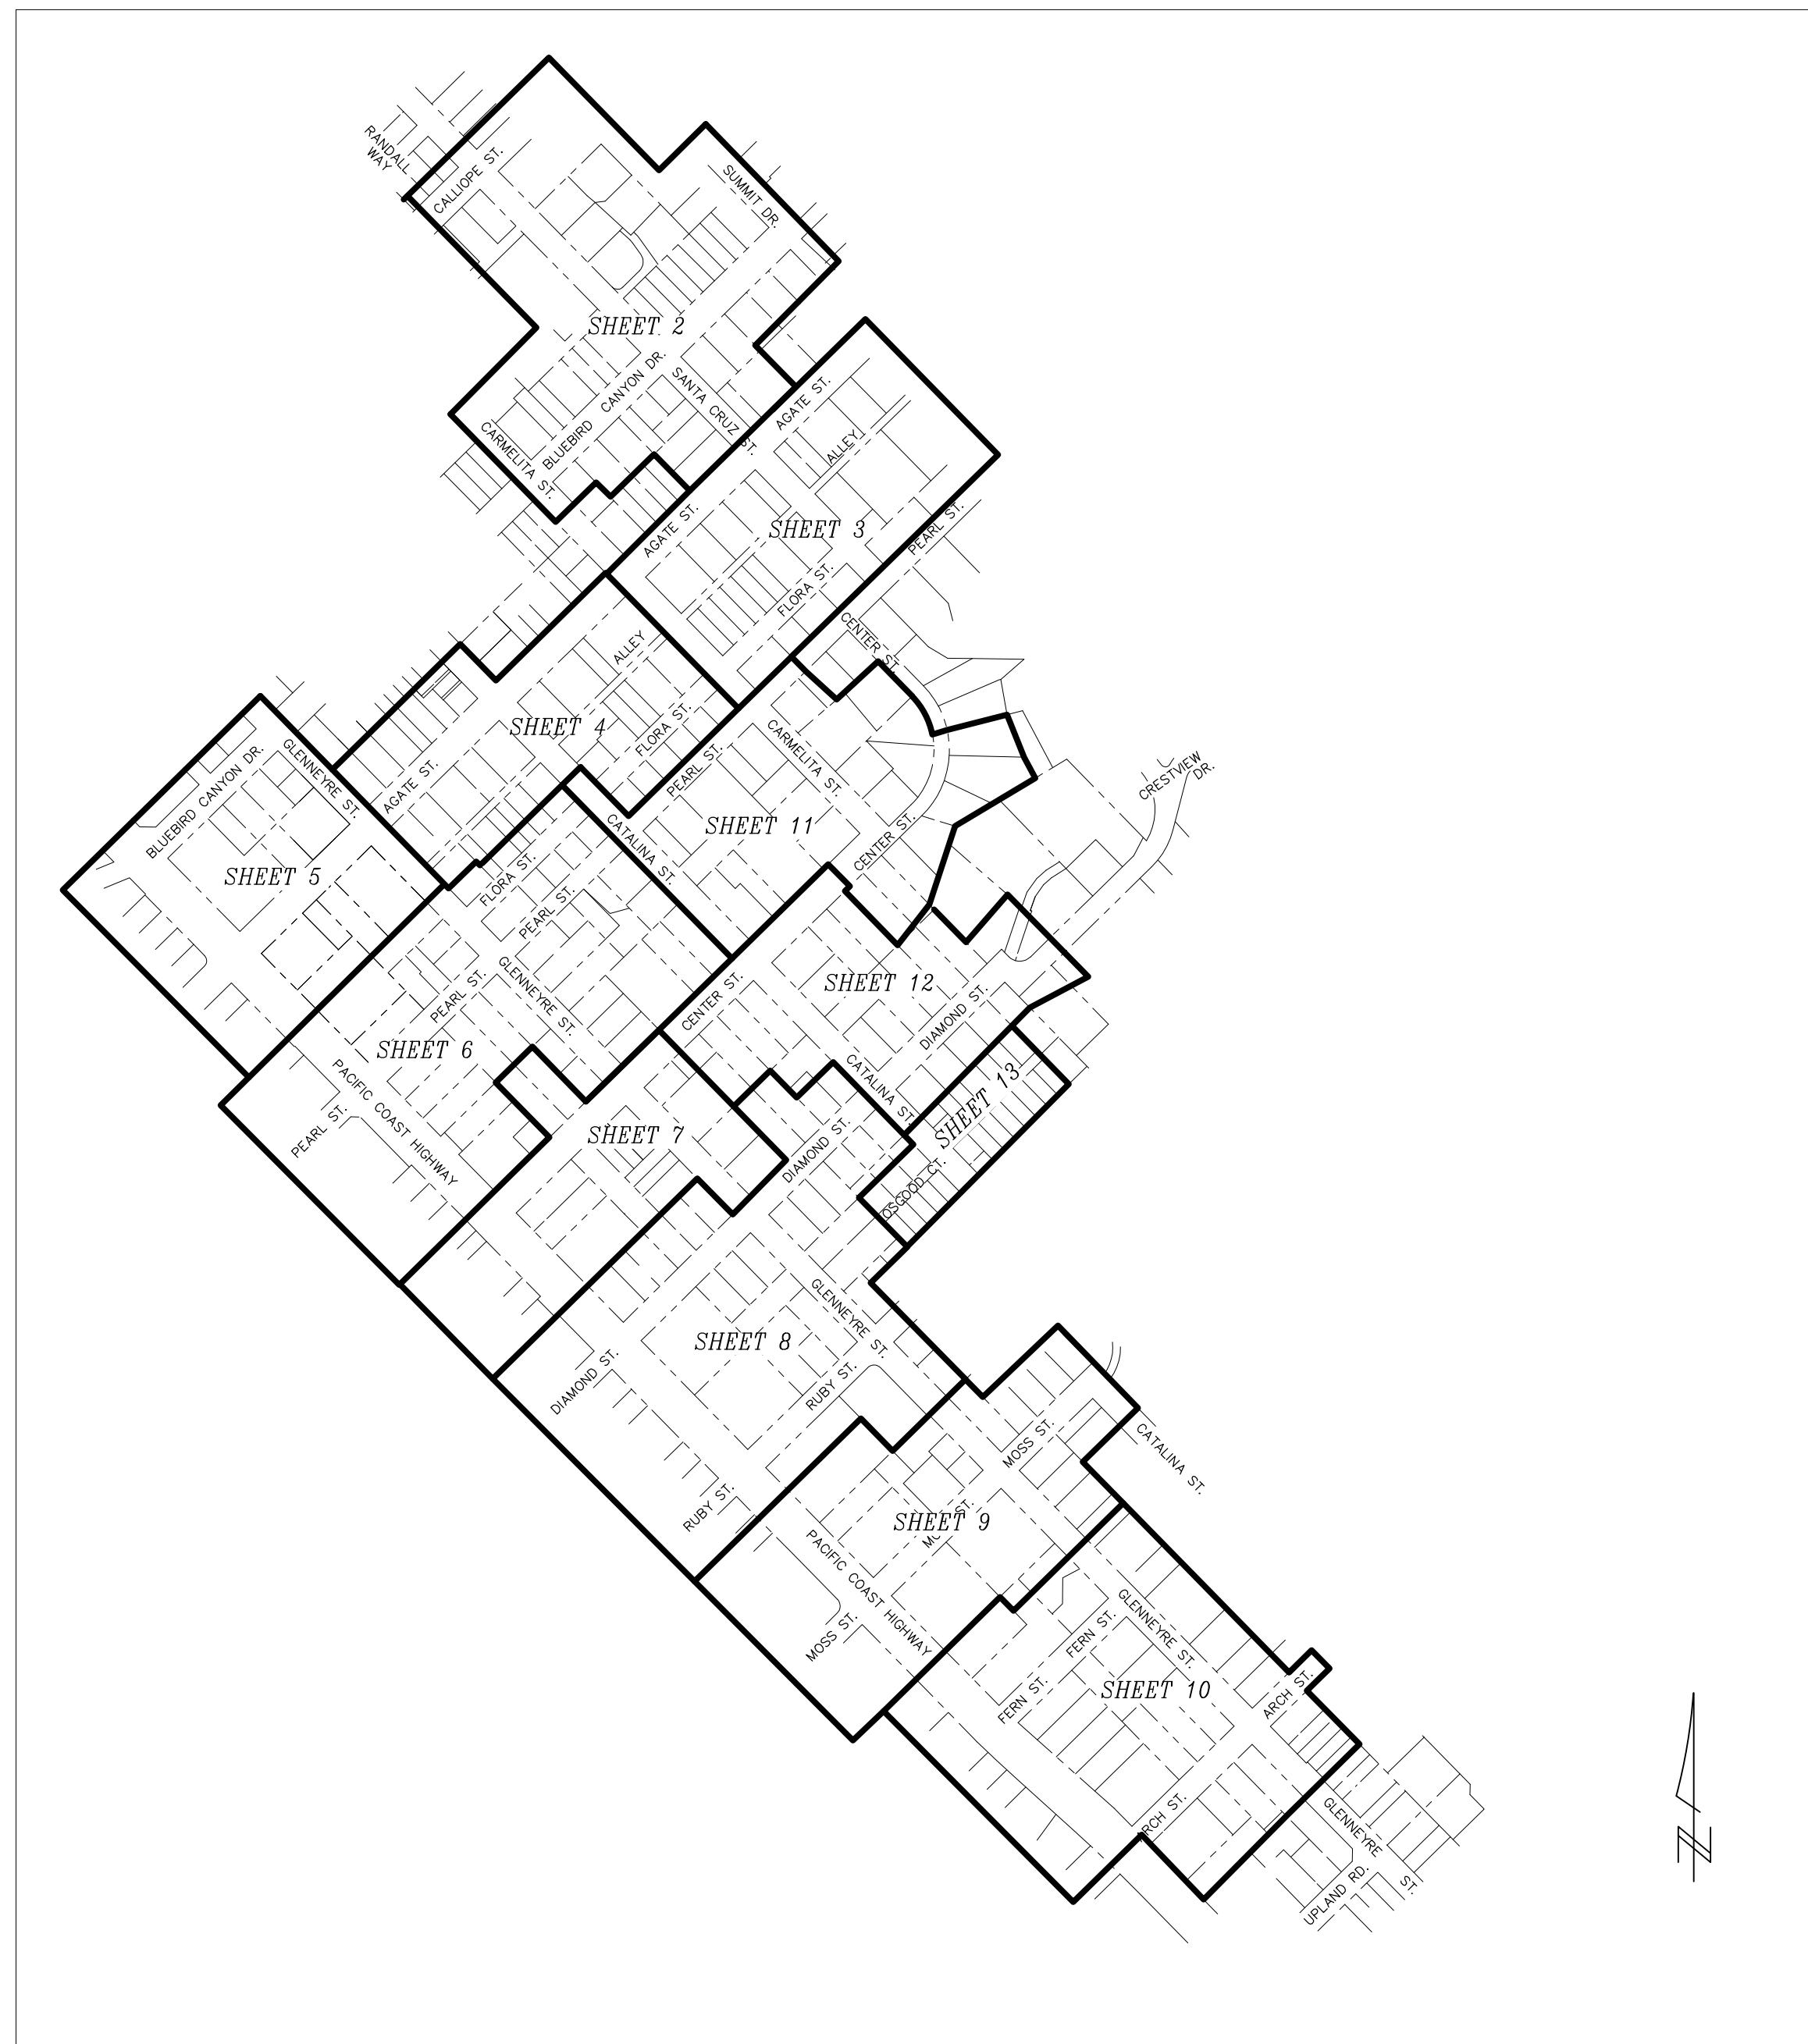 RANDALL
WAY
CALLIOPE ST.
SUMMIT DR.
SHEET 2
BLUEBIRD CANYON DR.
SANTA CRUZ ST.
CARMELITA ST.
AGATE ST.
ALLEY
AGATE ST.
SHEET 3
PEARL ST.
FLORA ST.
CENTER ST.
ALLEY
SHEET 4
FLORA ST.
AGATE ST.
PEARL ST.
CARMELITA ST.
GLENNEYRE ST.
BLUEBIRD CANYON DR.
SHEET 5
CRESTVIEW
DR.
SHEET 11
CATALINA ST.
CENTER ST.
FLORA ST.
PEARL ST.
GLENNEYRE ST.
PEARL ST.
SHEET 6
PACIFIC COAST HIGHWAY
PEARL ST.
SHEET 12
CENTER ST.
DIAMOND ST.
CATALINA ST.
SHEET 13
OSGOOD CT.
SHEET 7
DIAMOND ST.
GLENNEYRE ST.
SHEET 8
DIAMOND ST.
RUBY ST.
RUBY ST.
MOSS ST.
CATALINA ST.
SHEET 9
PACIFIC COAST HIGHWAY
MOSS ST.
GLENNEYRE ST.
FERN ST.
FERN ST.
SHEET 10
ARCH ST.
ARCH ST.
GLENNEYRE ST.
UPLAND RD.
N